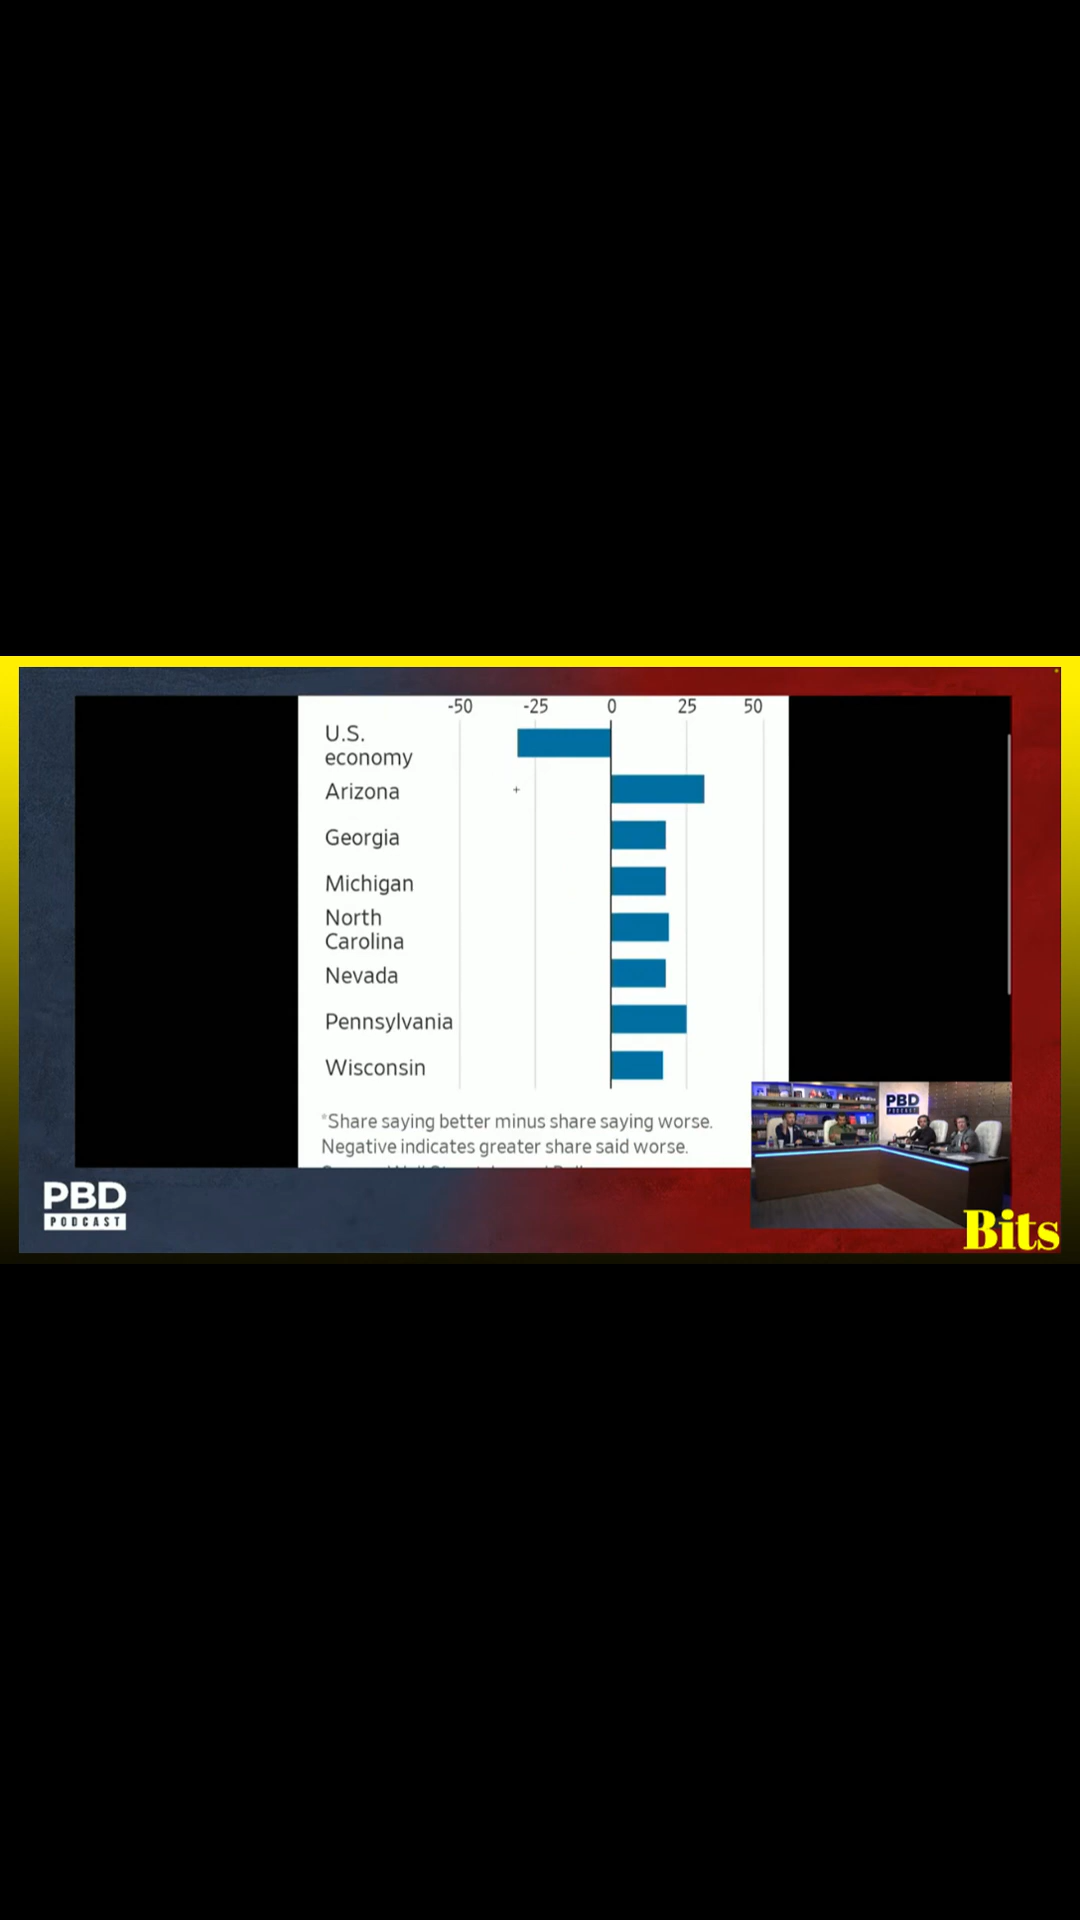 -50 -25 0 25 50
U.S.
economy
Arizona
Georgia
Michigan
North
Carolina
Nevada
Pennsylvania
Wisconsin
*Share saying better minus share saying worse.
Negative indicates greater share said worse.
PBD
PODCAST
PBD
PODCAST
Bits